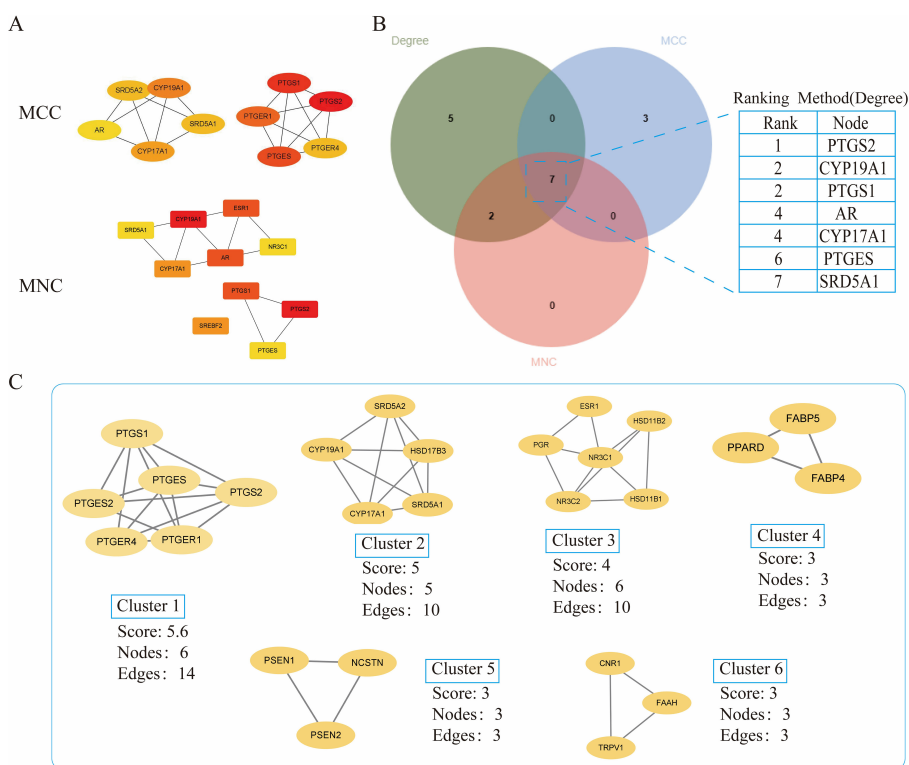 A
MCC
SRD5A2
CYP19A1
AR
SRD5A1
CYP17A1
PTGS1
PTGS2
PTGER1
PTGES
PTGER4
MNC
SRD5A1
CYP19A1
ESR1
NR3C1
CYP17A1
AR
PTGS1
PTGS2
SREBF2
PTGES
B
Degree
MCC
5
0
3
7
2
0
0
MNC
Ranking Method(Degree)
Rank Node
1 PTGS2
2 CYP19A1
2 PTGS1
4 AR
4 CYP17A1
6 PTGES
7 SRD5A1
C
PTGS1
PTGES
PTGES2
PTGS2
PTGER4
PTGER1
Cluster 1
Score: 5.6
Nodes: 6
Edges: 14
SRD5A2
CYP19A1
HSD17B3
CYP17A1
SRD5A1
Cluster 2
Score: 5
Nodes: 5
Edges: 10
ESR1
HSD11B2
PGR
NR3C1
NR3C2
HSD11B1
Cluster 3
Score: 4
Nodes: 6
Edges: 10
FABP5
PPARD
FABP4
Cluster 4
Score: 3
Nodes: 3
Edges: 3
PSEN1
NCSTN
PSEN2
Cluster 5
Score: 3
Nodes: 3
Edges: 3
CNR1
FAAH
TRPV1
Cluster 6
Score: 3
Nodes: 3
Edges: 3